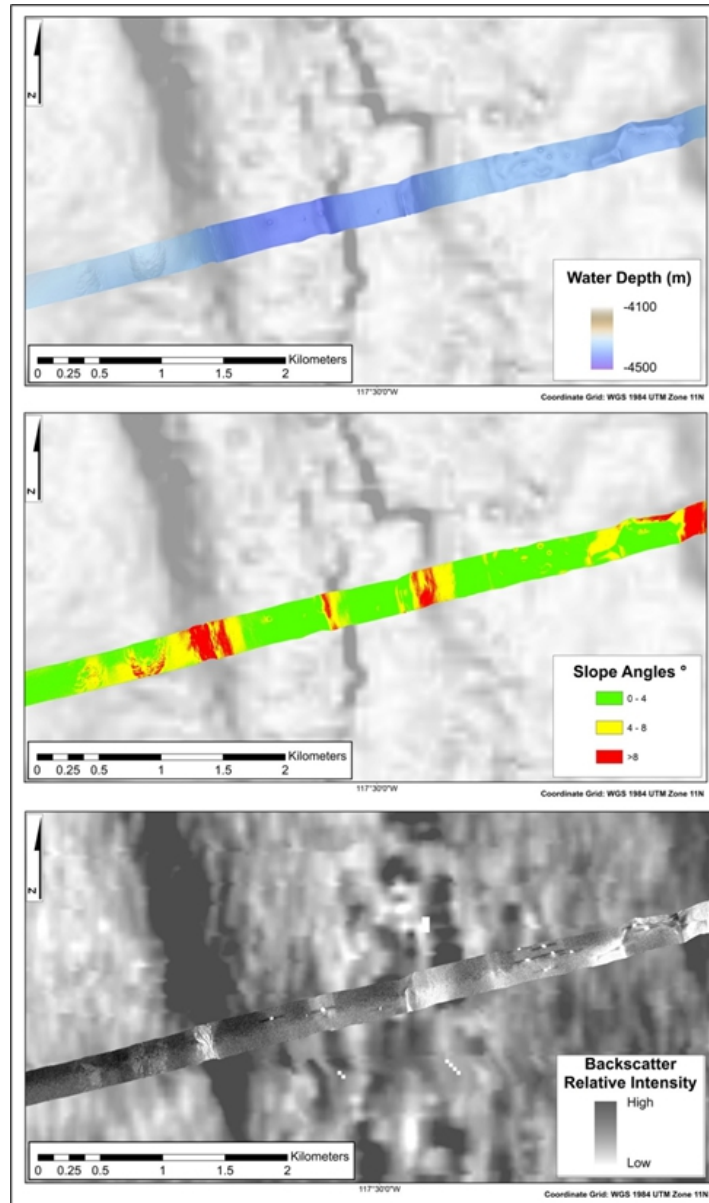 N
Water Depth (m)
-4100
-4500
Kilometers
0 0.25 0.5 1 1.5 2
117°30'0"W
Coordinate Grid: WGS 1984 UTM Zone 11N
N
Slope Angles °
0 - 4
4 - 8
>8
Kilometers
0 0.25 0.5 1 1.5 2
117°30'0"W
Coordinate Grid: WGS 1984 UTM Zone 11N
N
Backscatter
Relative Intensity
High
Low
Kilometers
0 0.25 0.5 1 1.5 2
117°30'0"W
Coordinate Grid: WGS 1984 UTM Zone 11N